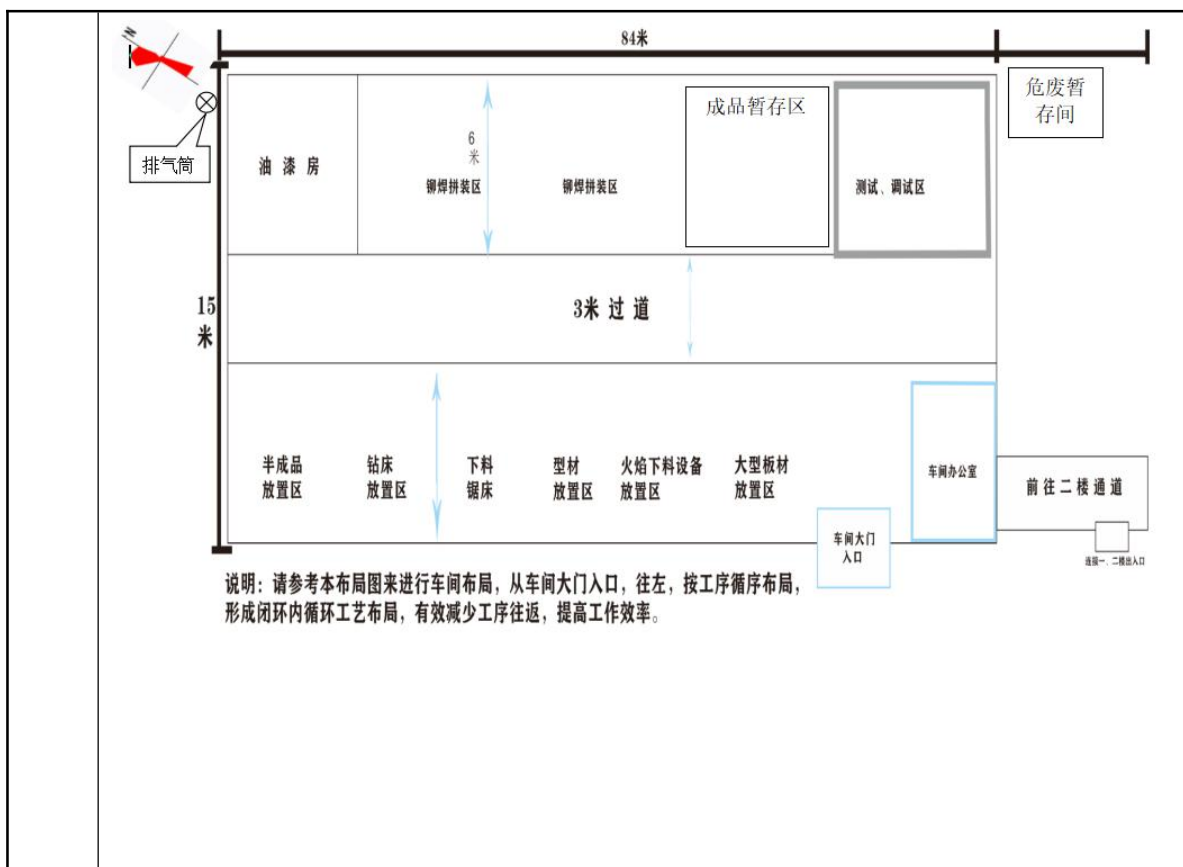 N
84米
危废暂
存间
成品暂存区
排气筒
油漆房
6
米
铆焊拼装区
铆焊拼装区
测试、调试区
15
米
3米过道
半成品
放置区
钻床
放置区
下料
锯床
型材
放置区
火焰下料设备
放置区
大型板材
放置区
车间办公室
前往二楼通道
车间大门
入口
连接一、二楼出入口
说明：请参考本布局图来进行车间布局，从车间大门入口，往左，按工序循序布局，
形成闭环内循环工艺布局，有效减少工序往返，提高工作效率。